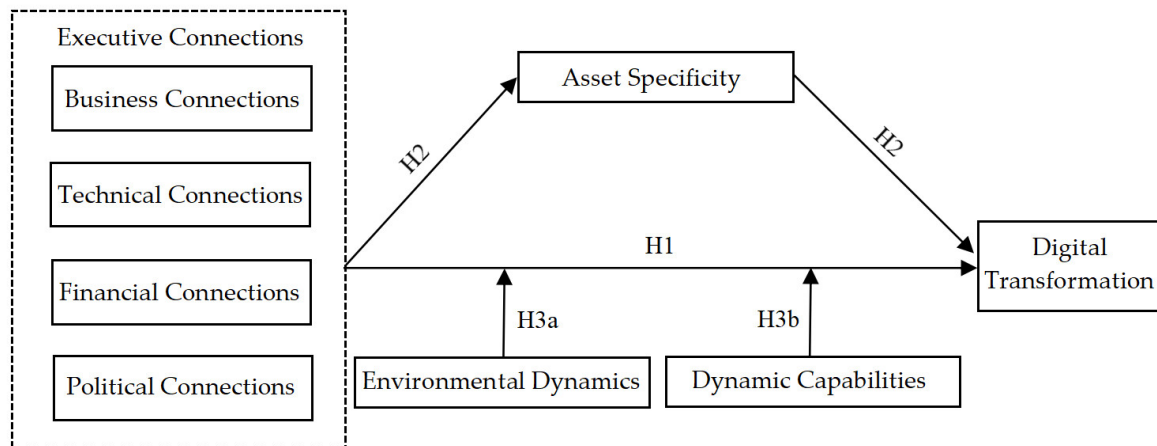 Executive Connections
Business Connections
Technical Connections
Financial Connections
Political Connections
Asset Specificity
H2
H2
H1
H3a
H3b
Environmental Dynamics
Dynamic Capabilities
Digital
Transformation